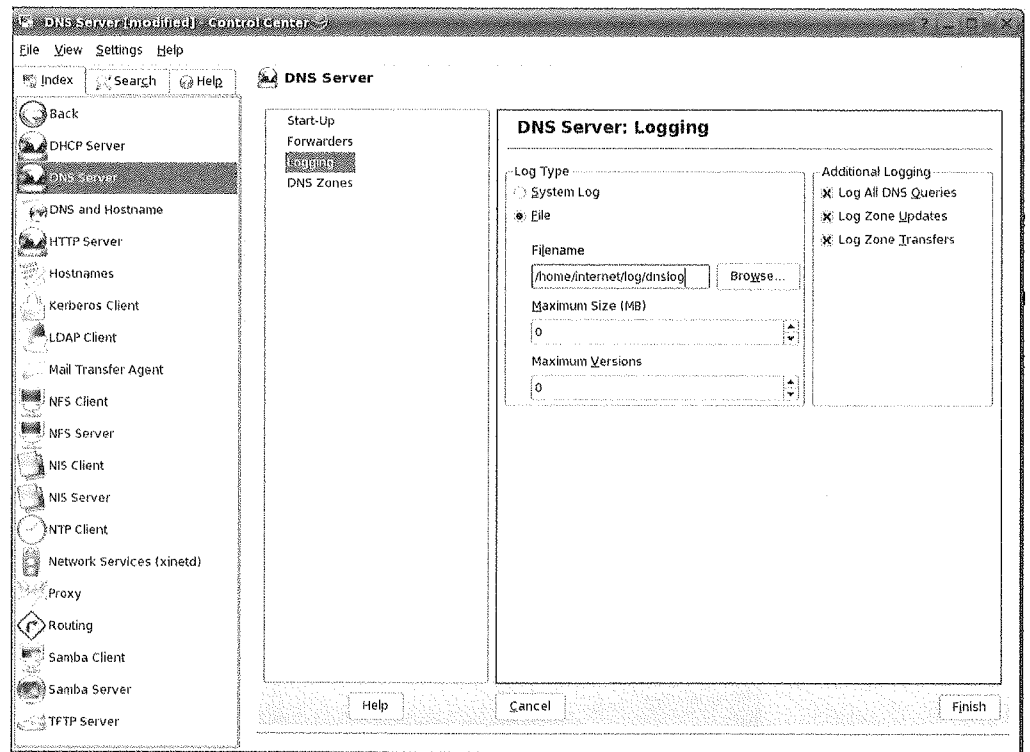 DNS Server [modified] - Control Center
File View Settings Help
Index Search Help
Back
DHCP Server
DNS Server
DNS and Hostname
HTTP Server
Hostnames
Kerberos Client
LDAP Client
Mail Transfer Agent
NFS Client
NFS Server
NIS Client
NIS Server
NTP Client
Network Services (xinetd)
Proxy
Routing
Samba Client
Samba Server
TFTP Server
DNS Server
Start-Up
Forwarders
Logging
DNS Zones
DNS Server: Logging
Log Type
System Log
File
Filename
/home/internet/log/dnslog
Browse...
Maximum Size (MB)
0
Maximum Versions
0
Additional Logging
Log All DNS Queries
Log Zone Updates
Log Zone Transfers
Help
Cancel
Finish